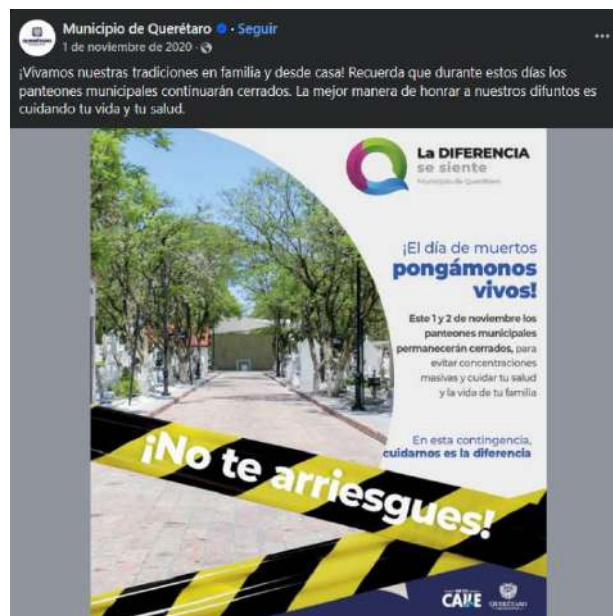 Municipio de Querétaro · Seguir
1 de noviembre de 2020 ·
¡Vivamos nuestras tradiciones en familia y desde casa! Recuerda que durante estos días los
panteones municipales continuarán cerrados. La mejor manera de honrar a nuestros difuntos es
cuidando tu vida y tu salud.
La DIFERENCIA
se siente
Municipio de Querétaro
¡El día de muertos
pongámonos
vivos!
Este 1 y 2 de noviembre los
panteones municipales
permanecerán cerrados, para
evitar concentraciones
masivas y cuidar tu salud
y la vida de tu familia
En esta contingencia,
cuidarnos es la diferencia
¡No te arriesgues!
CALLE
QUERÉTARO